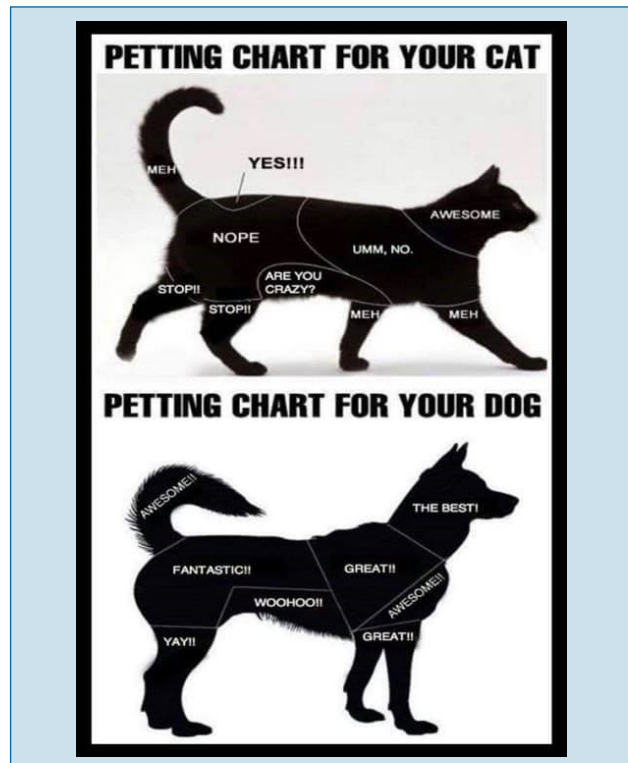 PETTING CHART FOR YOUR CAT
MEH
YES!!!
AWESOME
NOPE
UMM, NO.
ARE YOU
CRAZY?
STOP!!
STOP!!
MEH
MEH
PETTING CHART FOR YOUR DOG
AWESOME!!
THE BEST!
FANTASTIC!!
GREAT!!
WOOHOO!!
AWESOME!!
YAY!!
GREAT!!